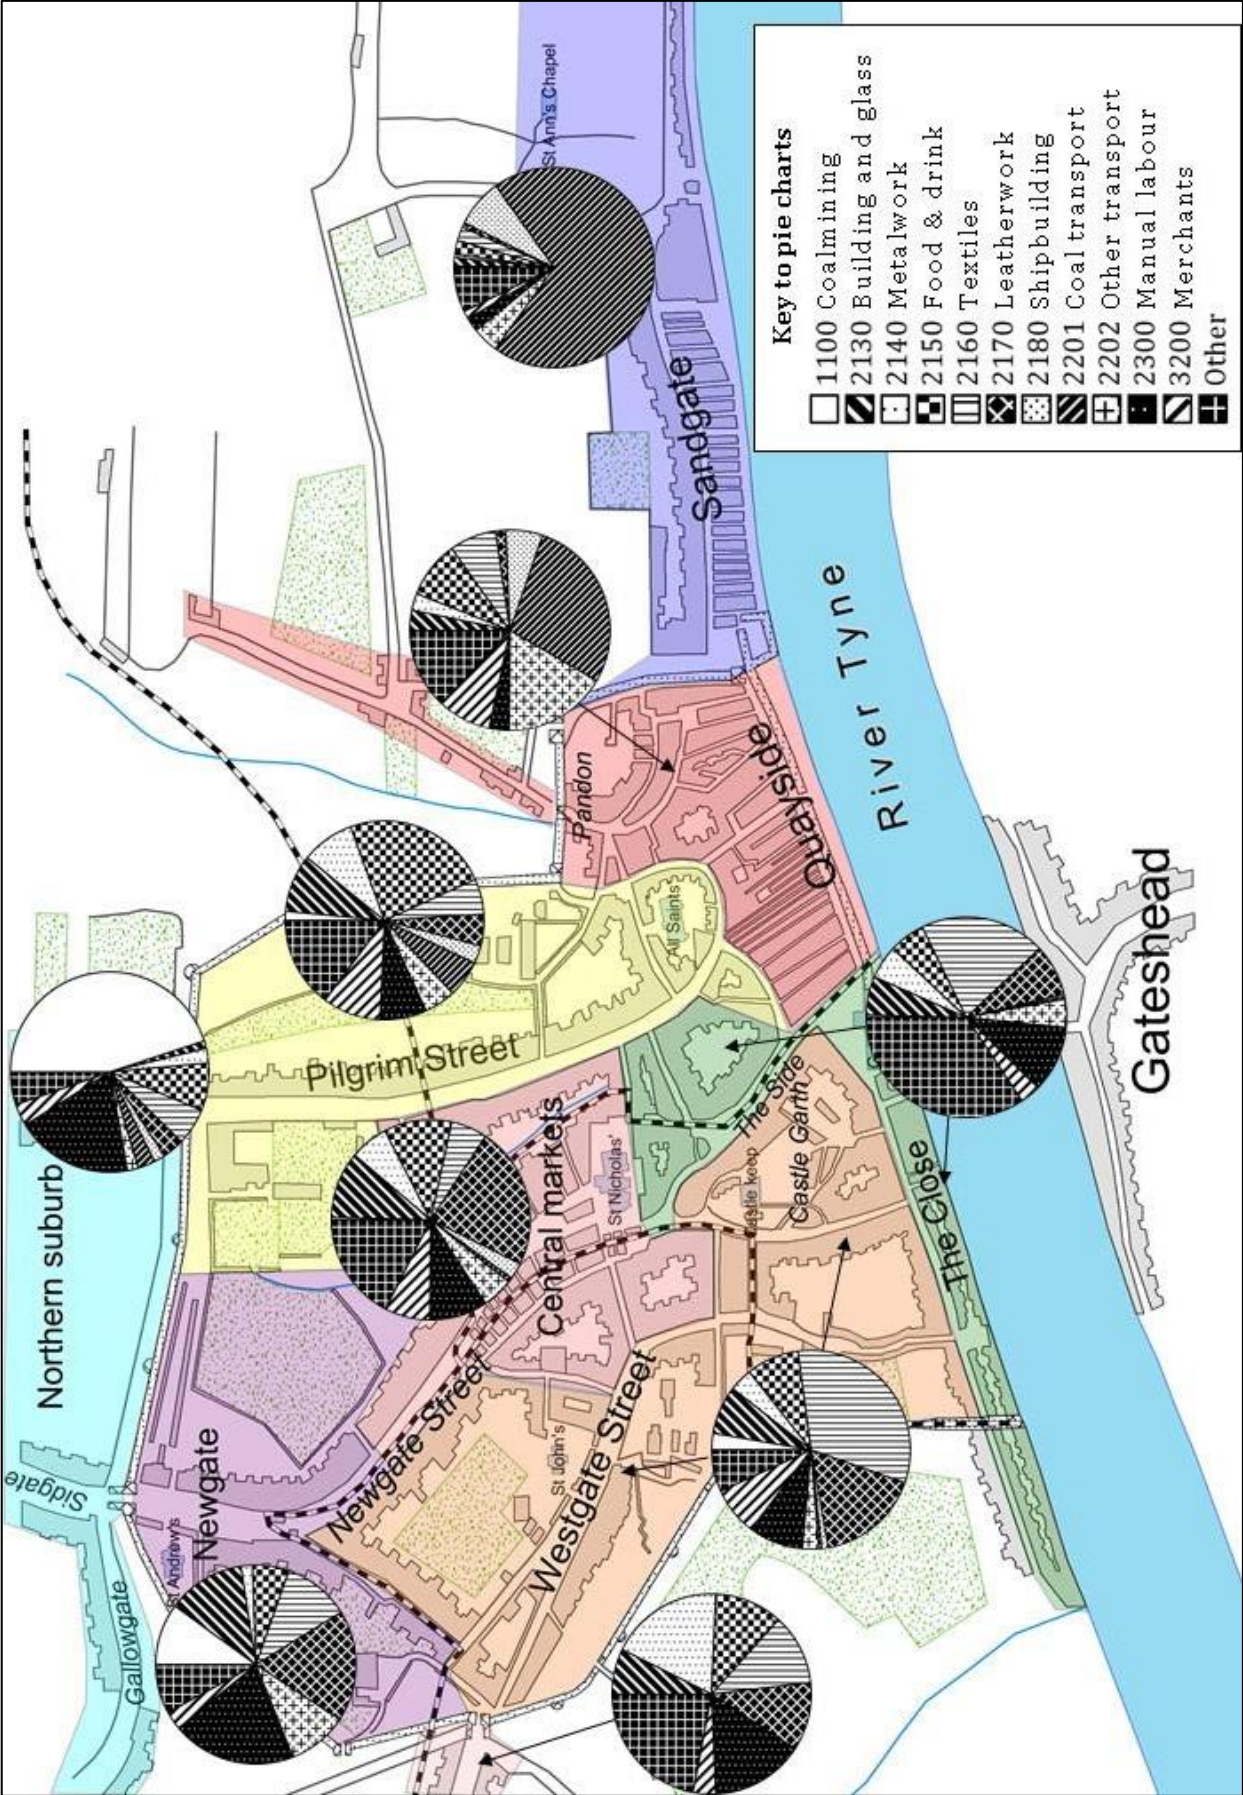 Key to pie charts
1100 Coalmining
2130 Building and glass
2140 Metalwork
2150 Food & drink
2160 Textiles
2170 Leatherwork
2180 Shipbuilding
2201 Coal transport
2202 Other transport
2300 Manual labour
3200 Merchants
Other
St Ann's Chapel
Sandgate
River Tyne
Pandon
Quayside
All Saints
Gateshead
Pilgrim Street
Northern suburb
Central markets
St Nicholas'
The Side
Castle Garth
Castle keep
The Close
Sidgate
Gallowgate
Newgate
St Andrew's
Newgate Street
St John's
Westgate Street